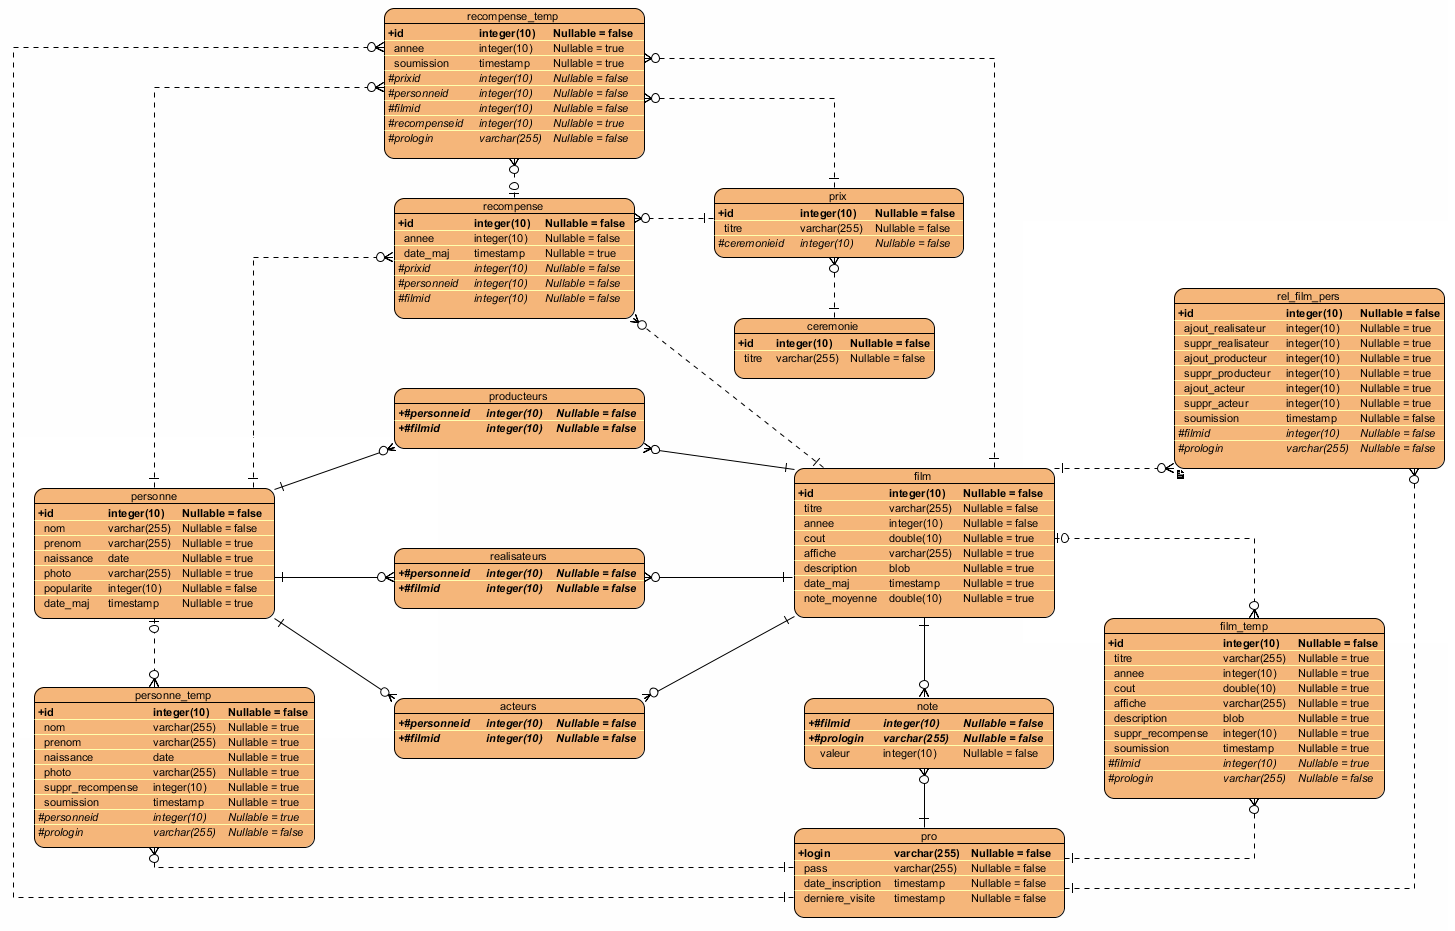 recompense_temp
+id integer(10) Nullable = false
annee integer(10) Nullable = true
soumission timestamp Nullable = true
#prixid integer(10) Nullable = false
#personneid integer(10) Nullable = false
#filmid integer(10) Nullable = false
#recompenseid integer(10) Nullable = true
#prologin varchar(255) Nullable = false
recompense
+id integer(10) Nullable = false
annee integer(10) Nullable = false
date_maj timestamp Nullable = true
#prixid integer(10) Nullable = false
#personneid integer(10) Nullable = false
#filmid integer(10) Nullable = false
prix
+id integer(10) Nullable = false
titre varchar(255) Nullable = false
#ceremonieid integer(10) Nullable = false
ceremonie
+id integer(10) Nullable = false
titre varchar(255) Nullable = false
rel_film_pers
+id integer(10) Nullable = false
ajout_realisateur integer(10) Nullable = true
suppr_realisateur integer(10) Nullable = true
ajout_producteur integer(10) Nullable = true
suppr_producteur integer(10) Nullable = true
ajout_acteur integer(10) Nullable = true
suppr_acteur integer(10) Nullable = true
soumission timestamp Nullable = false
#filmid integer(10) Nullable = false
#prologin varchar(255) Nullable = false
producteurs
+#personneid integer(10) Nullable = false
+#filmid integer(10) Nullable = false
personne
+id integer(10) Nullable = false
nom varchar(255) Nullable = false
prenom varchar(255) Nullable = true
naissance date Nullable = true
photo varchar(255) Nullable = true
popularite integer(10) Nullable = false
date_maj timestamp Nullable = true
realisateurs
+#personneid integer(10) Nullable = false
+#filmid integer(10) Nullable = false
film
+id integer(10) Nullable = false
titre varchar(255) Nullable = false
annee integer(10) Nullable = false
cout double(10) Nullable = true
affiche varchar(255) Nullable = true
description blob Nullable = true
date_maj timestamp Nullable = true
note_moyenne double(10) Nullable = true
film_temp
+id integer(10) Nullable = false
titre varchar(255) Nullable = true
annee integer(10) Nullable = true
cout double(10) Nullable = true
affiche varchar(255) Nullable = true
description blob Nullable = true
suppr_recompense integer(10) Nullable = true
soumission timestamp Nullable = true
#filmid integer(10) Nullable = true
#prologin varchar(255) Nullable = false
personne_temp
+id integer(10) Nullable = false
nom varchar(255) Nullable = true
prenom varchar(255) Nullable = true
naissance date Nullable = true
photo varchar(255) Nullable = true
suppr_recompense integer(10) Nullable = true
soumission timestamp Nullable = true
#personneid integer(10) Nullable = true
#prologin varchar(255) Nullable = false
acteurs
+#personneid integer(10) Nullable = false
+#filmid integer(10) Nullable = false
note
+#filmid integer(10) Nullable = false
+#prologin varchar(255) Nullable = false
valeur integer(10) Nullable = false
pro
+login varchar(255) Nullable = false
pass varchar(255) Nullable = false
date_inscription timestamp Nullable = false
derniere_visite timestamp Nullable = false